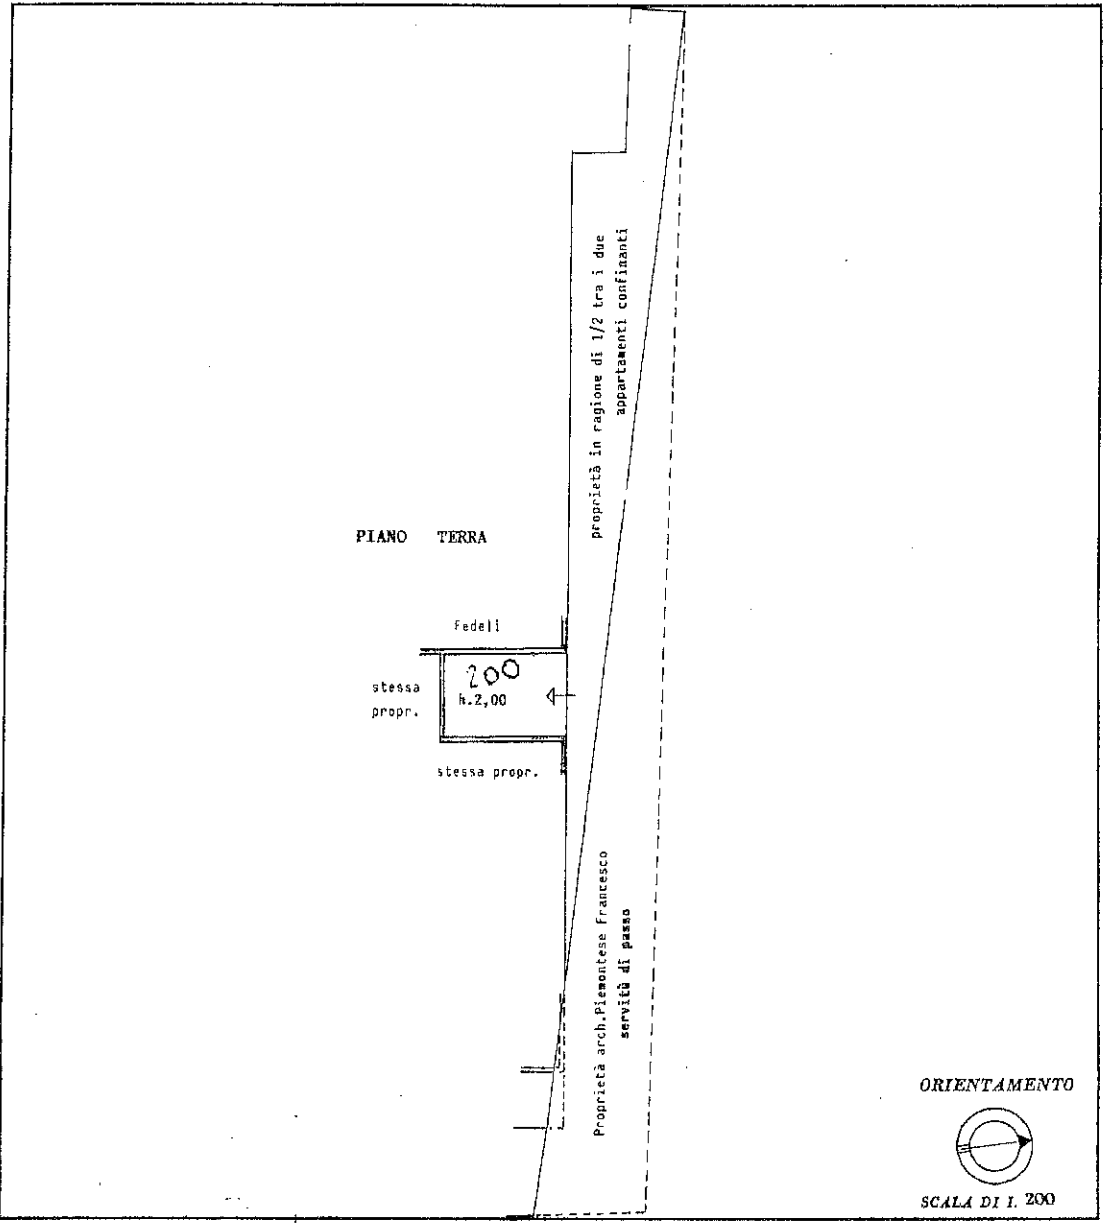 proprietà in ragione di 1/2 tra i due
appartamenti confinanti
PIANO TERRA
Fedeli
stessa
propr.
200
h.2,00
stessa propr.
Proprietà arch.Piemontese Francesco
servitù di passo
ORIENTAMENTO
SCALA DI 1. 200